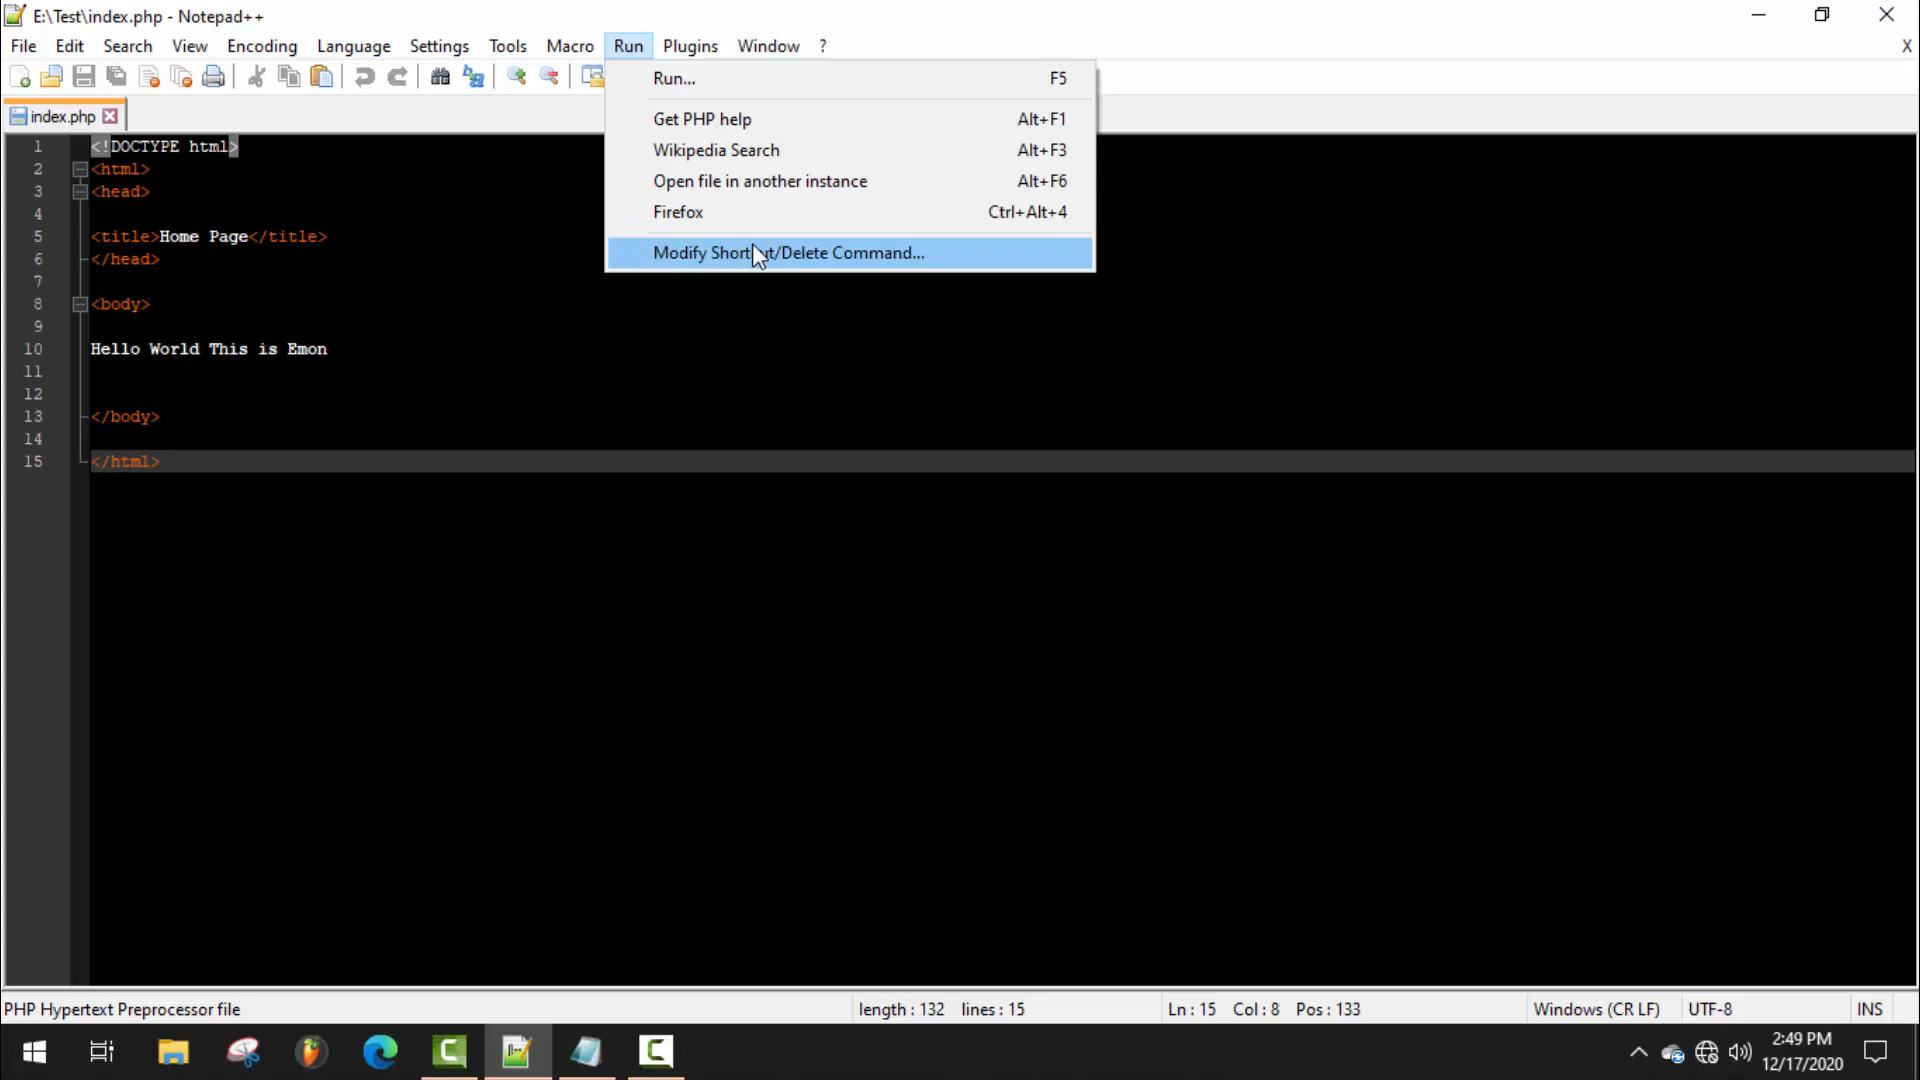 E:\Test\index.php - Notepad++
File Edit Search View Encoding Language Settings Tools Macro Run Plugins Window ? X
Run... F5
Get PHP help Alt+F1
Wikipedia Search Alt+F3
Open file in another instance Alt+F6
Firefox Ctrl+Alt+4
Modify Shortcut/Delete Command...
index.php
1 <!DOCTYPE html>
2 <html>
3 <head>
4
5 <title>Home Page</title>
6 </head>
7
8 <body>
9
10 Hello World This is Emon
11
12
13 </body>
14
15 </html>
PHP Hypertext Preprocessor file length : 132 lines : 15 Ln : 15 Col : 8 Pos : 133 Windows (CR LF) UTF-8 INS
2:49 PM
12/17/2020